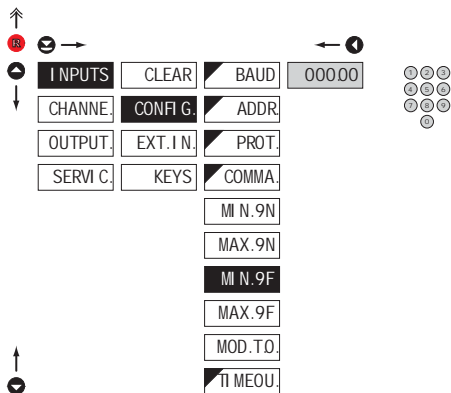 R
INPUTS CLEAR BAUD 000.00 1 2 3
4 5 6
CHANNE. CONFIG. ADDR. 7 8 9
0
OUTPUT. EXT.IN. PROT.
SERVIC. KEYS COMMA.
MIN.9N
MAX.9N
MIN.9F
MAX.9F
MOD.T.O.
TIMEOU.